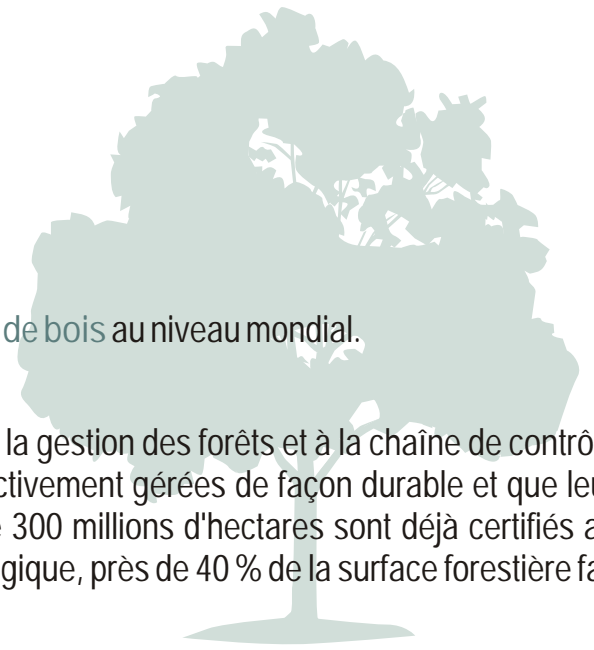 de bois au niveau mondial.
la gestion des forêts et à la chaîne de contrô
ctivement gérées de façon durable et que leu
300 millions d'hectares sont déjà certifiés a
gique, près de 40 % de la surface forestière fa